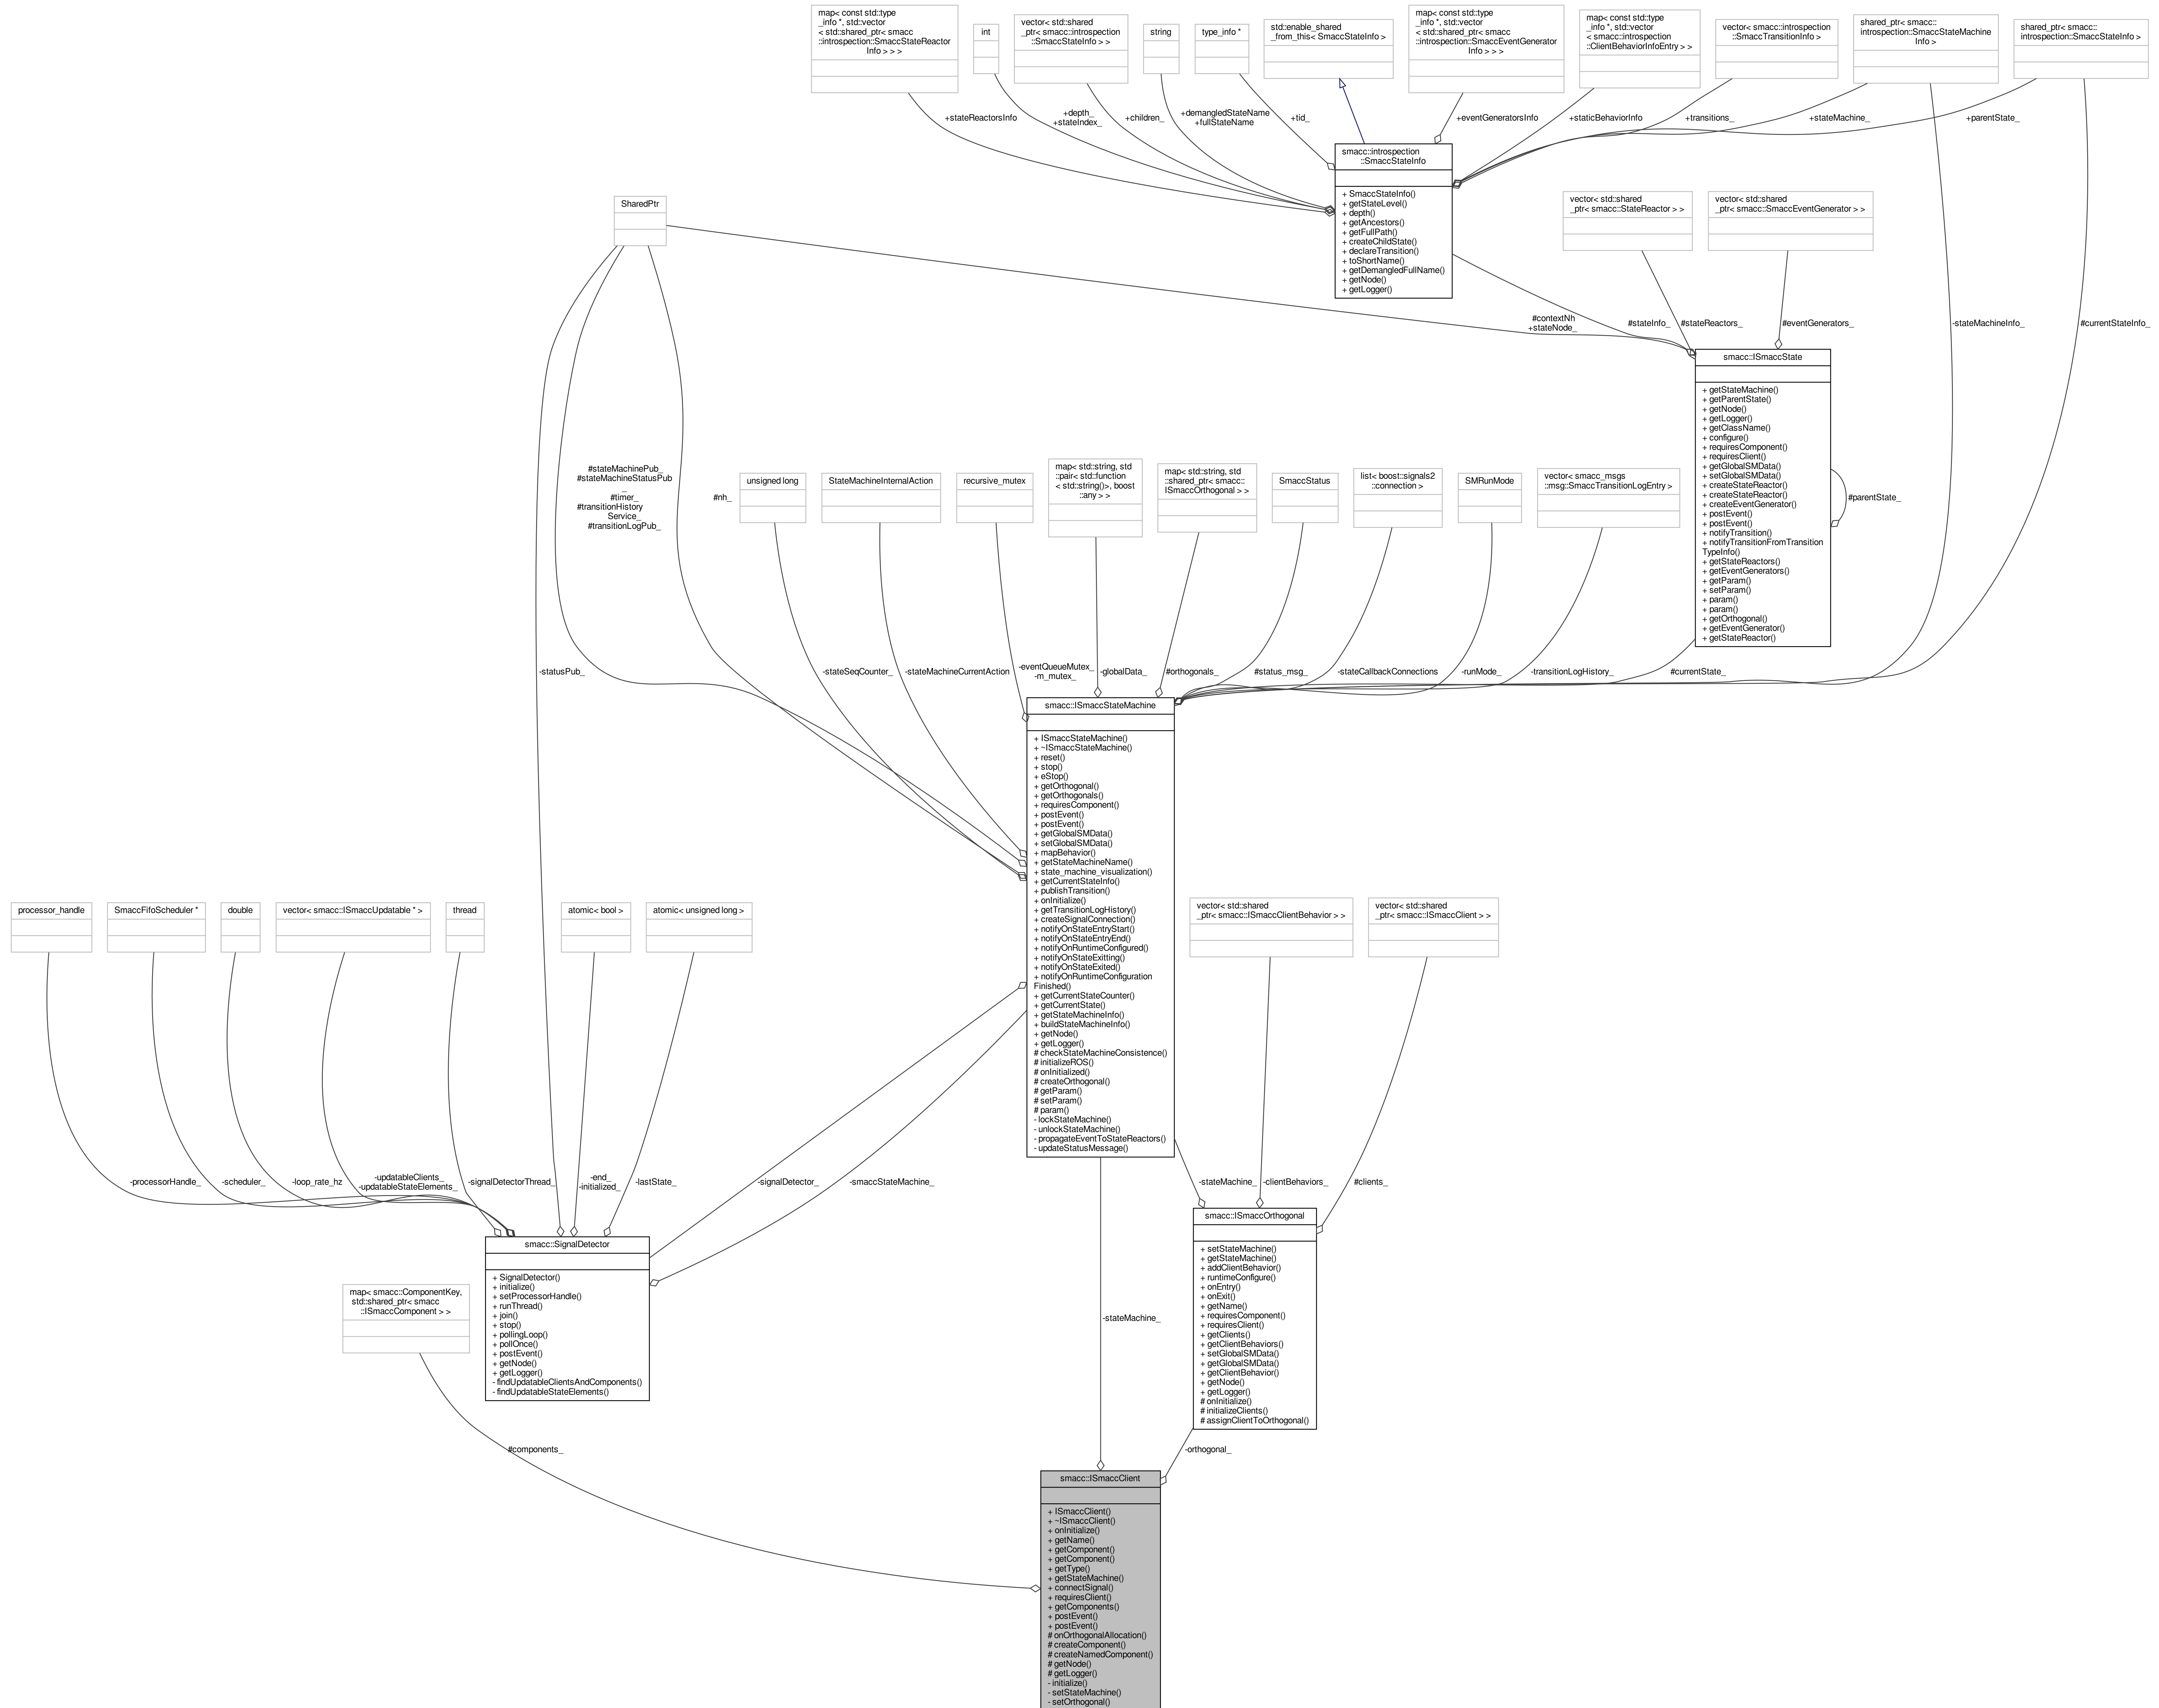 map< const std::type
_info *, std::vector
< std::shared_ptr< smacc
::introspection::SmaccStateReactor
Info > > >
int
vector< std::shared
_ptr< smacc::introspection
::SmaccStateInfo > >
string
type_info *
std::enable_shared
_from_this< SmaccStateInfo >
map< const std::type
_info *, std::vector
< std::shared_ptr< smacc
::introspection::SmaccEventGenerator
Info > > >
map< const std::type
_info *, std::vector
< smacc::introspection
::ClientBehaviorInfoEntry > >
vector< smacc::introspection
::SmaccTransitionInfo >
shared_ptr< smacc::
introspection::SmaccStateMachine
Info >
shared_ptr< smacc::
introspection::SmaccStateInfo >
+stateReactorsInfo
+depth_
+stateIndex_
+children_
+demangledStateName
+fullStateName
+tid_
+eventGeneratorsInfo
+staticBehaviorInfo
+transitions_
+stateMachine_
+parentState_
smacc::introspection
::SmaccStateInfo
+ SmaccStateInfo()
+ getStateLevel()
+ depth()
+ getAncestors()
+ getFullPath()
+ createChildState()
+ declareTransition()
+ toShortName()
+ getDemangledFullName()
+ getNode()
+ getLogger()
SharedPtr
vector< std::shared
_ptr< smacc::StateReactor > >
vector< std::shared
_ptr< smacc::SmaccEventGenerator > >
#contextNh
+stateNode_
#stateInfo_
#stateReactors_
#eventGenerators_
-stateMachineInfo_
#currentStateInfo_
smacc::ISmaccState
+ getStateMachine()
+ getParentState()
+ getNode()
+ getLogger()
+ getClassName()
+ configure()
+ requiresComponent()
+ requiresClient()
+ getGlobalSMData()
+ setGlobalSMData()
+ createStateReactor()
+ createStateReactor()
+ createEventGenerator()
+ postEvent()
+ postEvent()
+ notifyTransition()
+ notifyTransitionFromTransition
TypeInfo()
+ getStateReactors()
+ getEventGenerators()
+ getParam()
+ setParam()
+ param()
+ param()
+ getOrthogonal()
+ getEventGenerator()
+ getStateReactor()
#parentState_
#stateMachinePub_
#stateMachineStatusPub
_
#timer_
#transitionHistory
Service_
#transitionLogPub_
#nh_
unsigned long
StateMachineInternalAction
recursive_mutex
map< std::string, std
::pair< std::function
< std::string()>, boost
::any > >
map< std::string, std
::shared_ptr< smacc::
ISmaccOrthogonal > >
SmaccStatus
list< boost::signals2
::connection >
SMRunMode
vector< smacc_msgs
::msg::SmaccTransitionLogEntry >
-statusPub_
-stateSeqCounter_
-stateMachineCurrentAction
-eventQueueMutex_
-m_mutex_
-globalData_
#orthogonals_
#status_msg_
-stateCallbackConnections
-runMode_
-transitionLogHistory_
#currentState_
smacc::ISmaccStateMachine
+ ISmaccStateMachine()
+ ~ISmaccStateMachine()
+ reset()
+ stop()
+ eStop()
+ getOrthogonal()
+ getOrthogonals()
+ requiresComponent()
+ postEvent()
+ postEvent()
+ getGlobalSMData()
+ setGlobalSMData()
+ mapBehavior()
+ getStateMachineName()
+ state_machine_visualization()
+ getCurrentStateInfo()
+ publishTransition()
+ onInitialize()
+ getTransitionLogHistory()
+ createSignalConnection()
+ notifyOnStateEntryStart()
+ notifyOnStateEntryEnd()
+ notifyOnRuntimeConfigured()
+ notifyOnStateExitting()
+ notifyOnStateExited()
+ notifyOnRuntimeConfiguration
Finished()
+ getCurrentStateCounter()
+ getCurrentState()
+ getStateMachineInfo()
+ buildStateMachineInfo()
+ getNode()
+ getLogger()
# checkStateMachineConsistence()
# initializeROS()
# onInitialized()
# createOrthogonal()
# getParam()
# setParam()
# param()
- lockStateMachine()
- unlockStateMachine()
- propagateEventToStateReactors()
- updateStatusMessage()
processor_handle
SmaccFifoScheduler *
double
vector< smacc::ISmaccUpdatable * >
thread
atomic< bool >
atomic< unsigned long >
vector< std::shared
_ptr< smacc::ISmaccClientBehavior > >
vector< std::shared
_ptr< smacc::ISmaccClient > >
-processorHandle_
-scheduler_
-loop_rate_hz
-updatableClients_
-updatableStateElements_
-signalDetectorThread_
-end_
-initialized_
-lastState_
-signalDetector_
-smaccStateMachine_
-stateMachine_
-clientBehaviors_
#clients_
smacc::SignalDetector
+ SignalDetector()
+ initialize()
+ setProcessorHandle()
+ runThread()
+ join()
+ stop()
+ pollingLoop()
+ pollOnce()
+ postEvent()
+ getNode()
+ getLogger()
- findUpdatableClientsAndComponents()
- findUpdatableStateElements()
smacc::ISmaccOrthogonal
+ setStateMachine()
+ getStateMachine()
+ addClientBehavior()
+ runtimeConfigure()
+ onEntry()
+ onExit()
+ getName()
+ requiresComponent()
+ requiresClient()
+ getClients()
+ getClientBehaviors()
+ setGlobalSMData()
+ getGlobalSMData()
+ getClientBehavior()
+ getNode()
+ getLogger()
# onInitialize()
# initializeClients()
# assignClientToOrthogonal()
map< smacc::ComponentKey,
std::shared_ptr< smacc
::ISmaccComponent > >
-stateMachine_
#components_
-orthogonal_
smacc::ISmaccClient
+ ISmaccClient()
+ ~ISmaccClient()
+ onInitialize()
+ getName()
+ getComponent()
+ getComponent()
+ getType()
+ getStateMachine()
+ connectSignal()
+ requiresClient()
+ getComponents()
+ postEvent()
+ postEvent()
# onOrthogonalAllocation()
# createComponent()
# createNamedComponent()
# getNode()
# getLogger()
- initialize()
- setStateMachine()
- setOrthogonal()